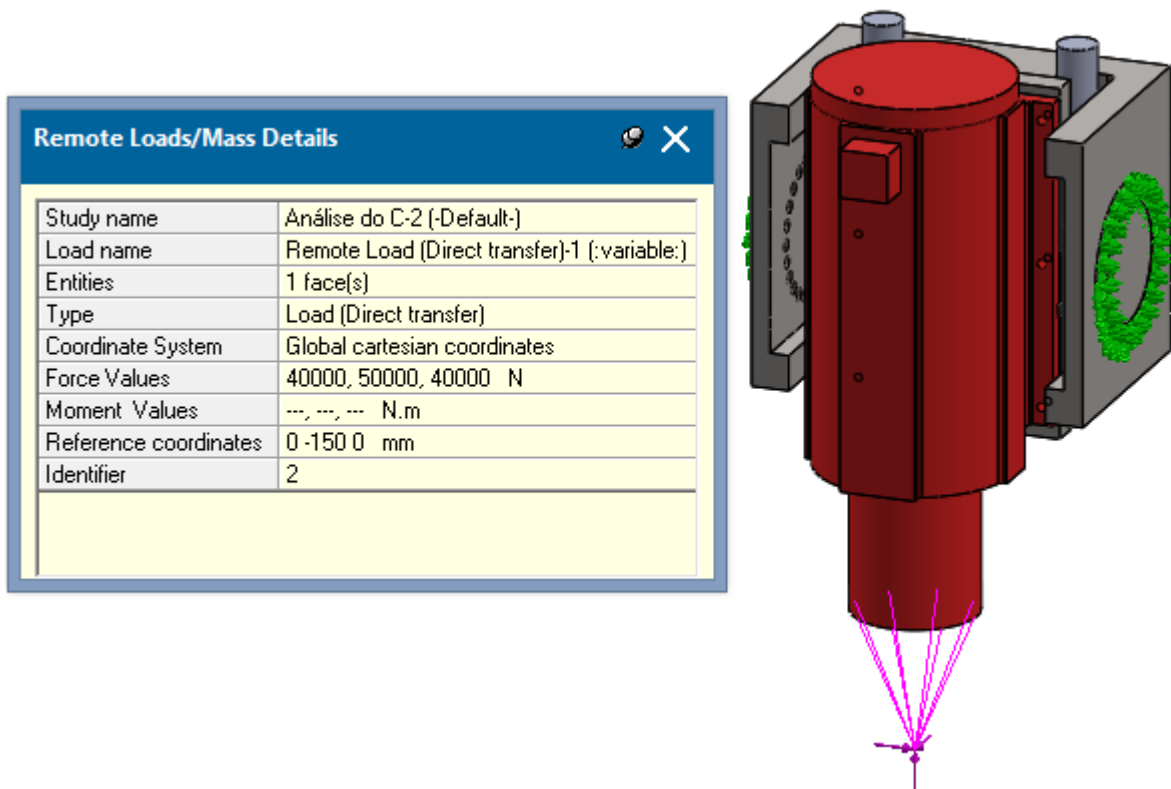 Remote Loads/Mass Details
Study name Análise do C-2 (-Default-)
Load name Remote Load (Direct transfer)-1 (:variable:)
Entities 1 face(s)
Type Load (Direct transfer)
Coordinate System Global cartesian coordinates
Force Values 40000, 50000, 40000 N
Moment Values ---, ---, --- N.m
Reference coordinates 0 -150 0 mm
Identifier 2